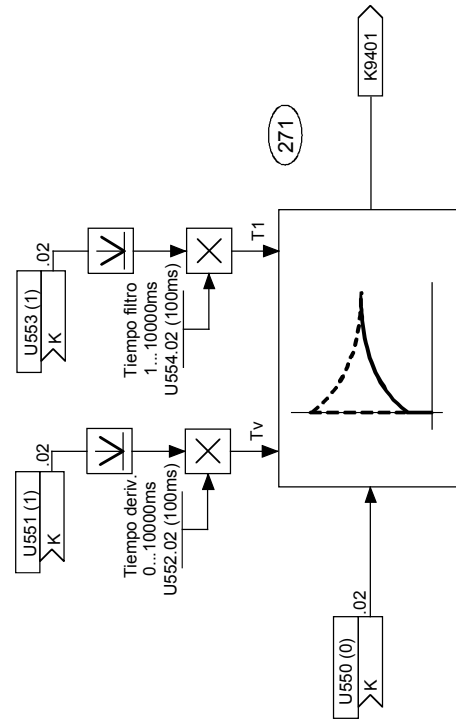 U553 (1)
K
.02
Tiempo filtro
1...10000ms
U554.02 (100ms)
T1
271
K9401
U551 (1)
K
.02
Tiempo deriv.
0...10000ms
U552.02 (100ms)
Tv
U550 (0)
K
.02